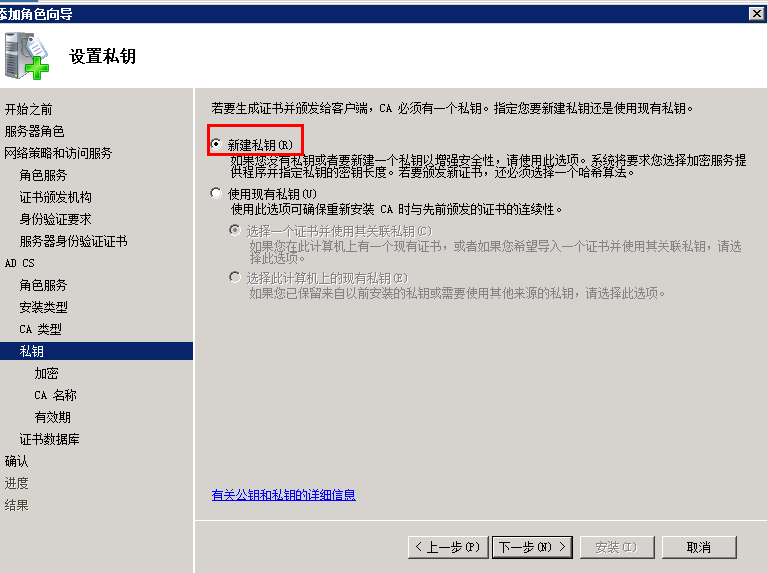 添加角色向导
设置私钥
开始之前
服务器角色
网络策略和访问服务
角色服务
证书颁发机构
身份验证要求
服务器身份验证证书
AD CS
角色服务
安装类型
CA 类型
私钥
加密
CA 名称
有效期
证书数据库
确认
进度
结果
若要生成证书并颁发给客户端，CA 必须有一个私钥。指定您要新建私钥还是使用现有私钥。
新建私钥(R)
如果您没有私钥或者要新建一个私钥以增强安全性，请使用此选项。系统将要求您选择加密服务提
供程序并指定私钥的密钥长度。若要颁发新证书，还必须选择一个哈希算法。
使用现有私钥(U)
使用此选项可确保重新安装 CA 时与先前颁发的证书的连续性。
选择一个证书并使用其关联私钥(C)
如果您在此计算机上有一个现有证书，或者如果您希望导入一个证书并使用其关联私钥，请选
择此选项。
选择此计算机上的现有私钥(E)
如果您已保留来自以前安装的私钥或需要使用其他来源的私钥，请选择此选项。
有关公钥和私钥的详细信息
< 上一步(P)
下一步(N) >
安装(I)
取消